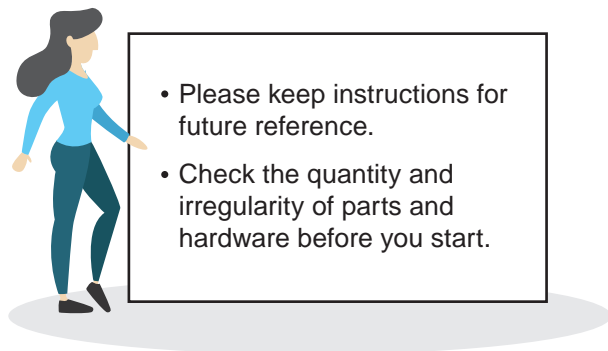 • Please keep instructions for
future reference.
• Check the quantity and
irregularity of parts and
hardware before you start.